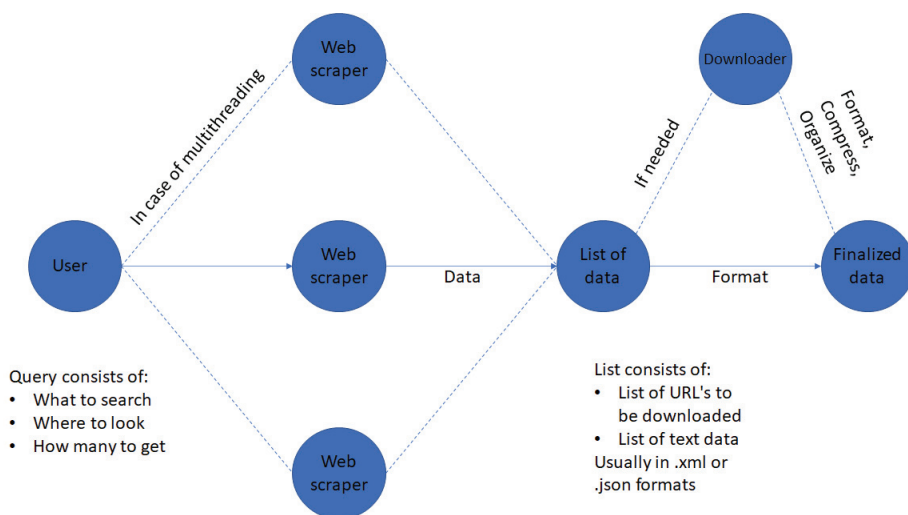 Web
scraper
Downloader
In case of multithreading
If needed
Format,
Compress,
Organize
User
Web
scraper
Data
List of
data
Format
Finalized
data
Query consists of:
• What to search
• Where to look
• How many to get
List consists of:
• List of URL's to
be downloaded
• List of text data
Usually in .xml or
.json formats
Web
scraper